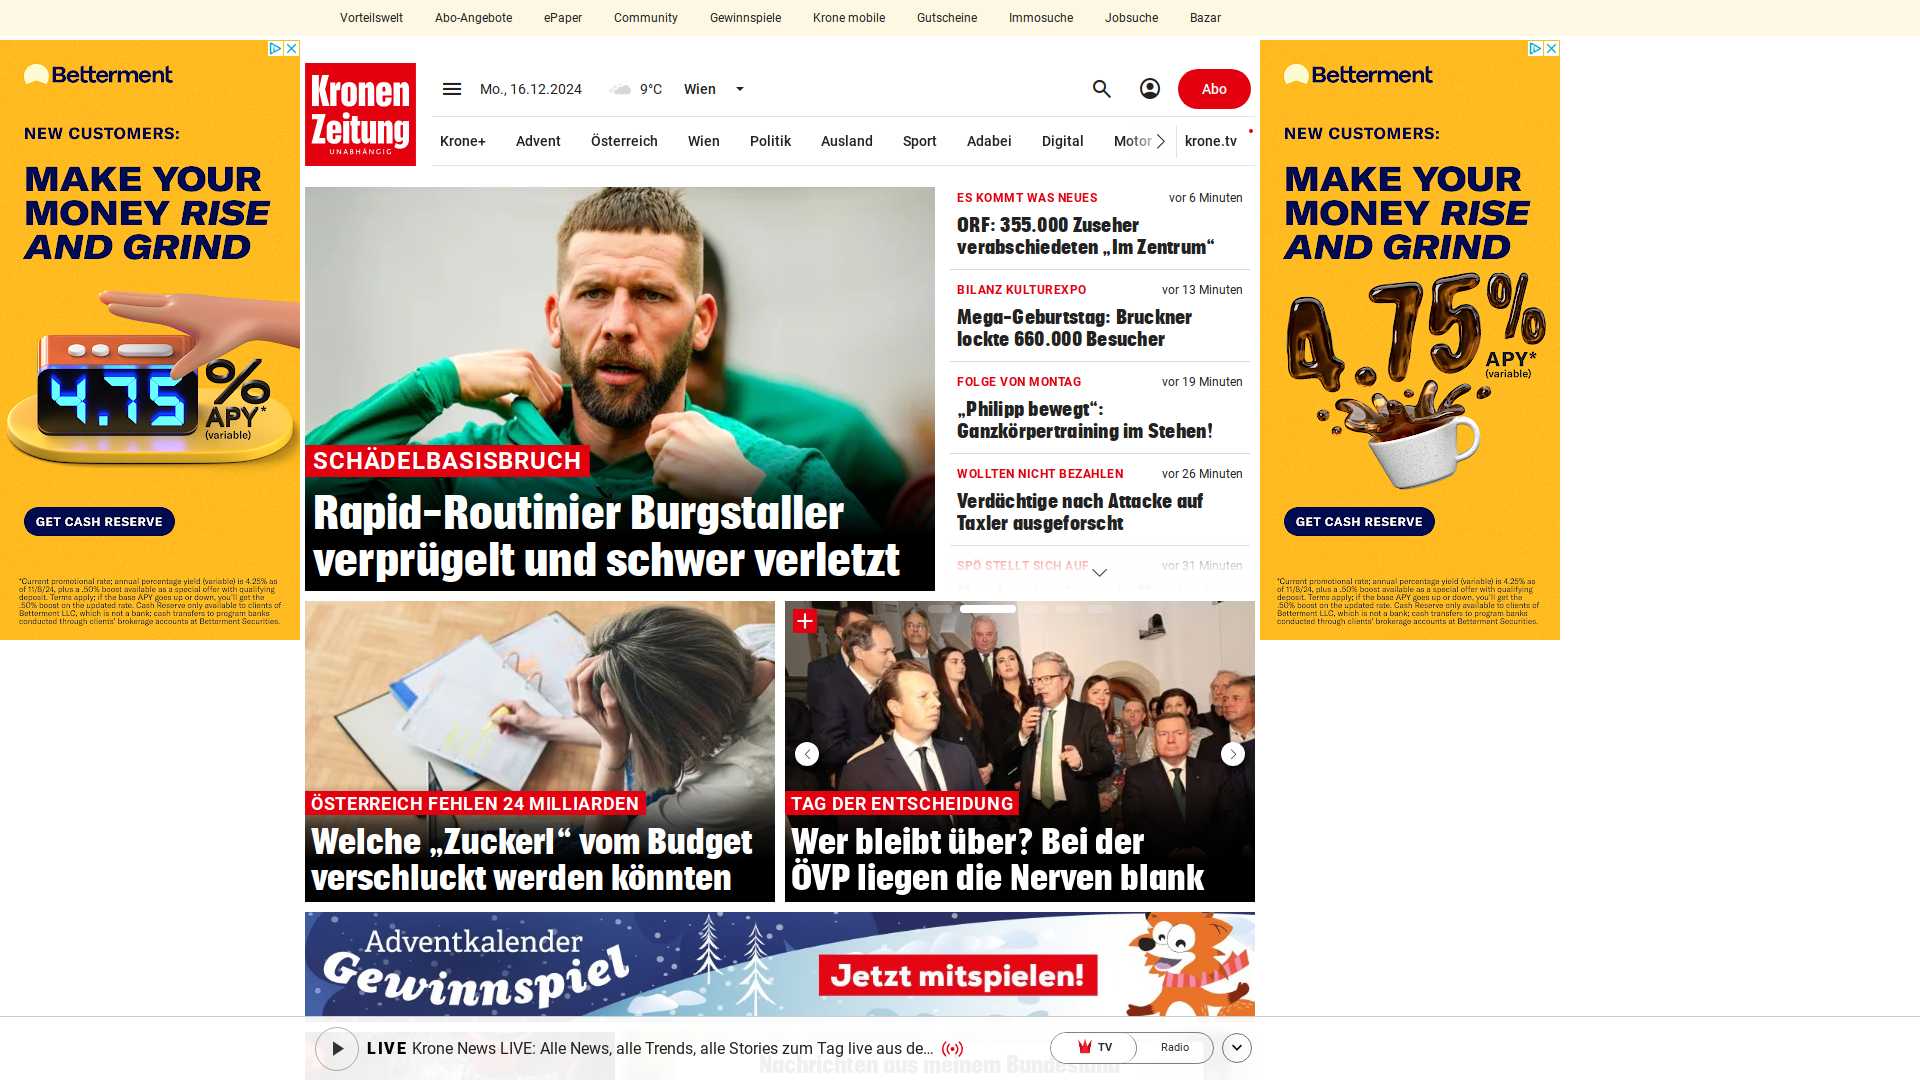 Vorteilswelt
Abo-Angebote
ePaper
Community
Gewinnspiele
Krone mobile
Gutscheine
Immosuche
Jobsuche
Bazar
Betterment
NEW CUSTOMERS:
MAKE YOUR
MONEY RISE
AND GRIND
4.75%
APY*
(variable)
GET CASH RESERVE
*Current promotional rate; annual percentage yield (variable) is 4.25% as
of 11/8/24, plus a .50% boost available as a special offer with qualifying
deposit. Terms apply; if the base APY goes up or down, you'll get the
.50% boost on the updated rate. Cash Reserve only available to clients of
Betterment LLC, which is not a bank; cash transfers to program banks
conducted through clients' brokerage accounts at Betterment Securities.
Kronen
Zeitung
UNABHÄNGIG
Mo., 16.12.2024
9°C
Wien
Abo
Krone+
Advent
Österreich
Wien
Politik
Ausland
Sport
Adabei
Digital
Motor
krone.tv
SCHÄDELBASISBRUCH
Rapid-Routinier Burgstaller
verprügelt und schwer verletzt
ES KOMMT WAS NEUES
vor 6 Minuten
ORF: 355.000 Zuseher
verabschiedeten „Im Zentrum“
BILANZ KULTUREXPO
vor 13 Minuten
Mega-Geburtstag: Bruckner
lockte 660.000 Besucher
FOLGE VON MONTAG
vor 19 Minuten
„Philipp bewegt“:
Ganzkörpertraining im Stehen!
WOLLTEN NICHT BEZAHLEN
vor 26 Minuten
Verdächtige nach Attacke auf
Taxler ausgeforscht
SPÖ STELLT SICH AUF
vor 31 Minuten
ÖSTERREICH FEHLEN 24 MILLIARDEN
Welche „Zuckerl“ vom Budget
verschluckt werden könnten
TAG DER ENTSCHEIDUNG
Wer bleibt über? Bei der
ÖVP liegen die Nerven blank
Adventkalender
Gewinnspiel
Jetzt mitspielen!
LIVE Krone News LIVE: Alle News, alle Trends, alle Stories zum Tag live aus de...
TV
Radio
Nachrichten aus meinem Bundesland
Betterment
NEW CUSTOMERS:
MAKE YOUR
MONEY RISE
AND GRIND
4.75%
APY*
(variable)
GET CASH RESERVE
*Current promotional rate; annual percentage yield (variable) is 4.25% as
of 11/8/24, plus a .50% boost available as a special offer with qualifying
deposit. Terms apply; if the base APY goes up or down, you'll get the
.50% boost on the updated rate. Cash Reserve only available to clients of
Betterment LLC, which is not a bank; cash transfers to program banks
conducted through clients' brokerage accounts at Betterment Securities.